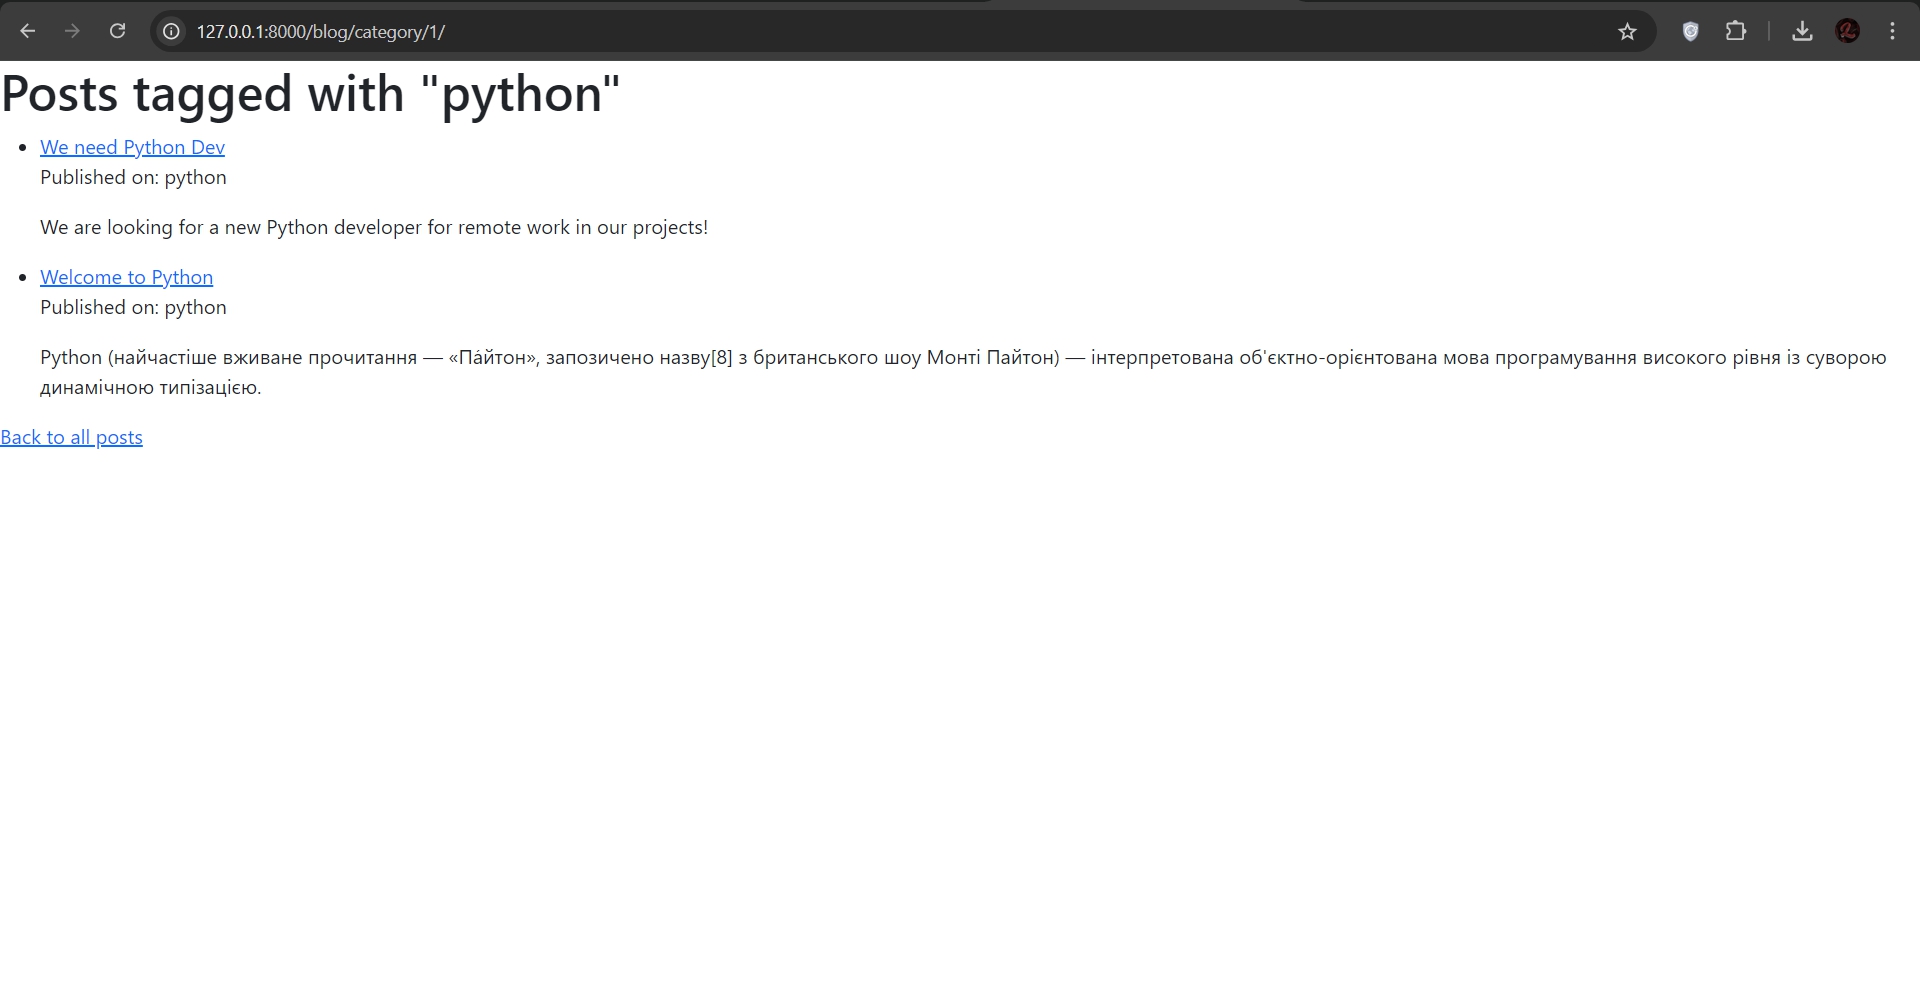 127.0.0.1:8000/blog/category/1/
Posts tagged with "python"
We need Python Dev
Published on: python
We are looking for a new Python developer for remote work in our projects!
Welcome to Python
Published on: python
Python (найчастіше вживане прочитання — «Па́йтон», запозичено назву[8] з британського шоу Монті Пайтон) — інтерпретована об'єктно-орієнтована мова програмування високого рівня із суворою
динамічною типізацією.
Back to all posts